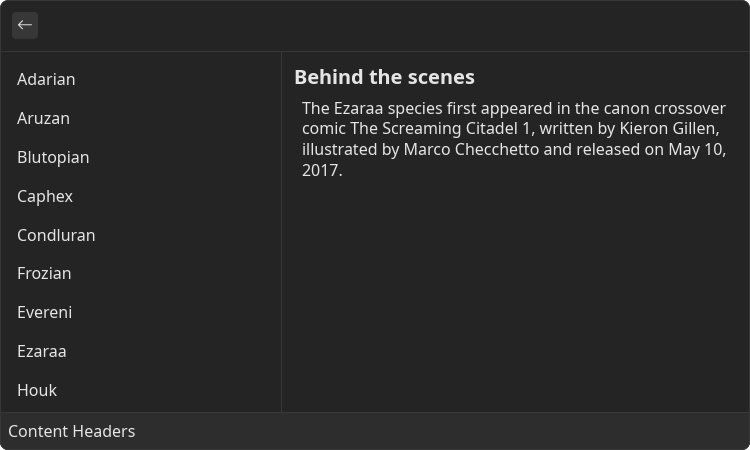 Adarian
Aruzan
Blutopian
Caphex
Condluran
Frozian
Evereni
Ezaraa
Houk
Behind the scenes
The Ezaraa species first appeared in the canon crossover
comic The Screaming Citadel 1, written by Kieron Gillen,
illustrated by Marco Checchetto and released on May 10,
2017.
Content Headers